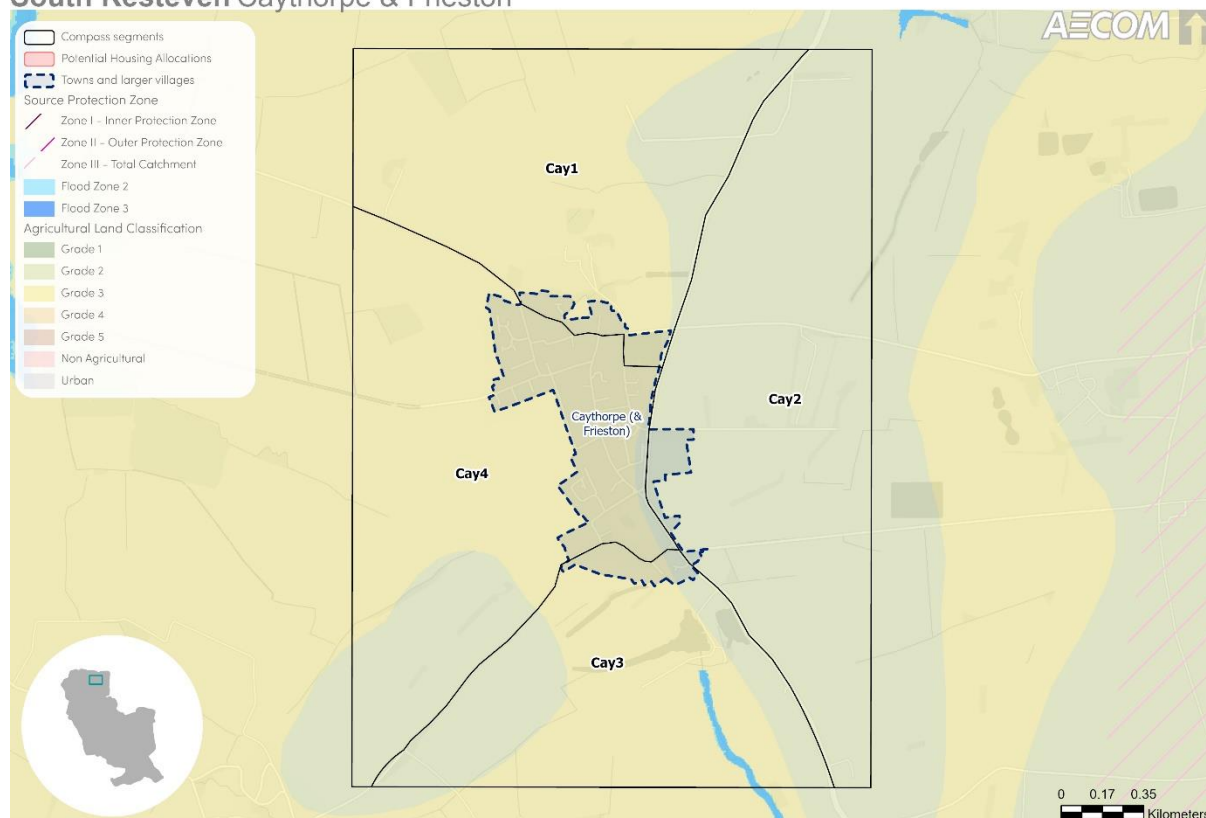 South Kesteven Caythorpe & Frieston
AECOM
Compass segments
Potential Housing Allocations
Towns and larger villages
Source Protection Zone
Zone I - Inner Protection Zone
Zone II - Outer Protection Zone
Zone III - Total Catchment
Flood Zone 2
Flood Zone 3
Agricultural Land Classification
Grade 1
Grade 2
Grade 3
Grade 4
Grade 5
Non Agricultural
Urban
Cay1
Cay2
Caythorpe (&
Frieston)
Cay4
Cay3
0 0.17 0.35
Kilometers